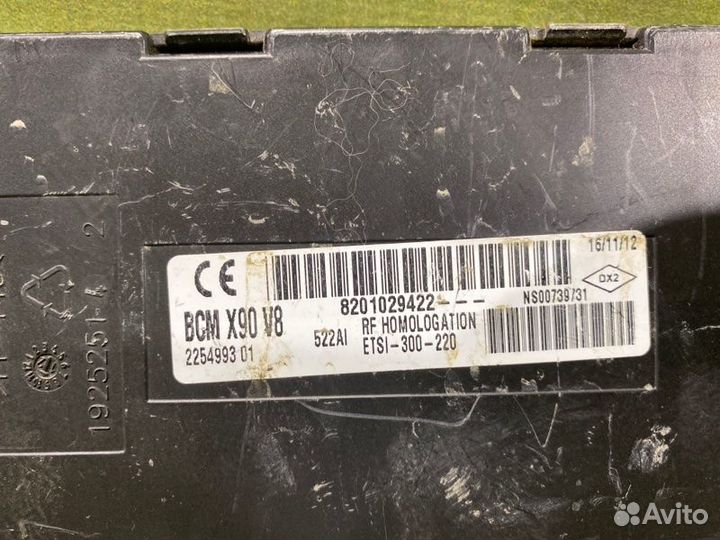 16/11/12
CE
8201029422---
NS00739731
DX2
BCM X90 V8
522AI
RF HOMOLOGATION
2254993 01
ETSI-300-220
1925251-A 2
Avito